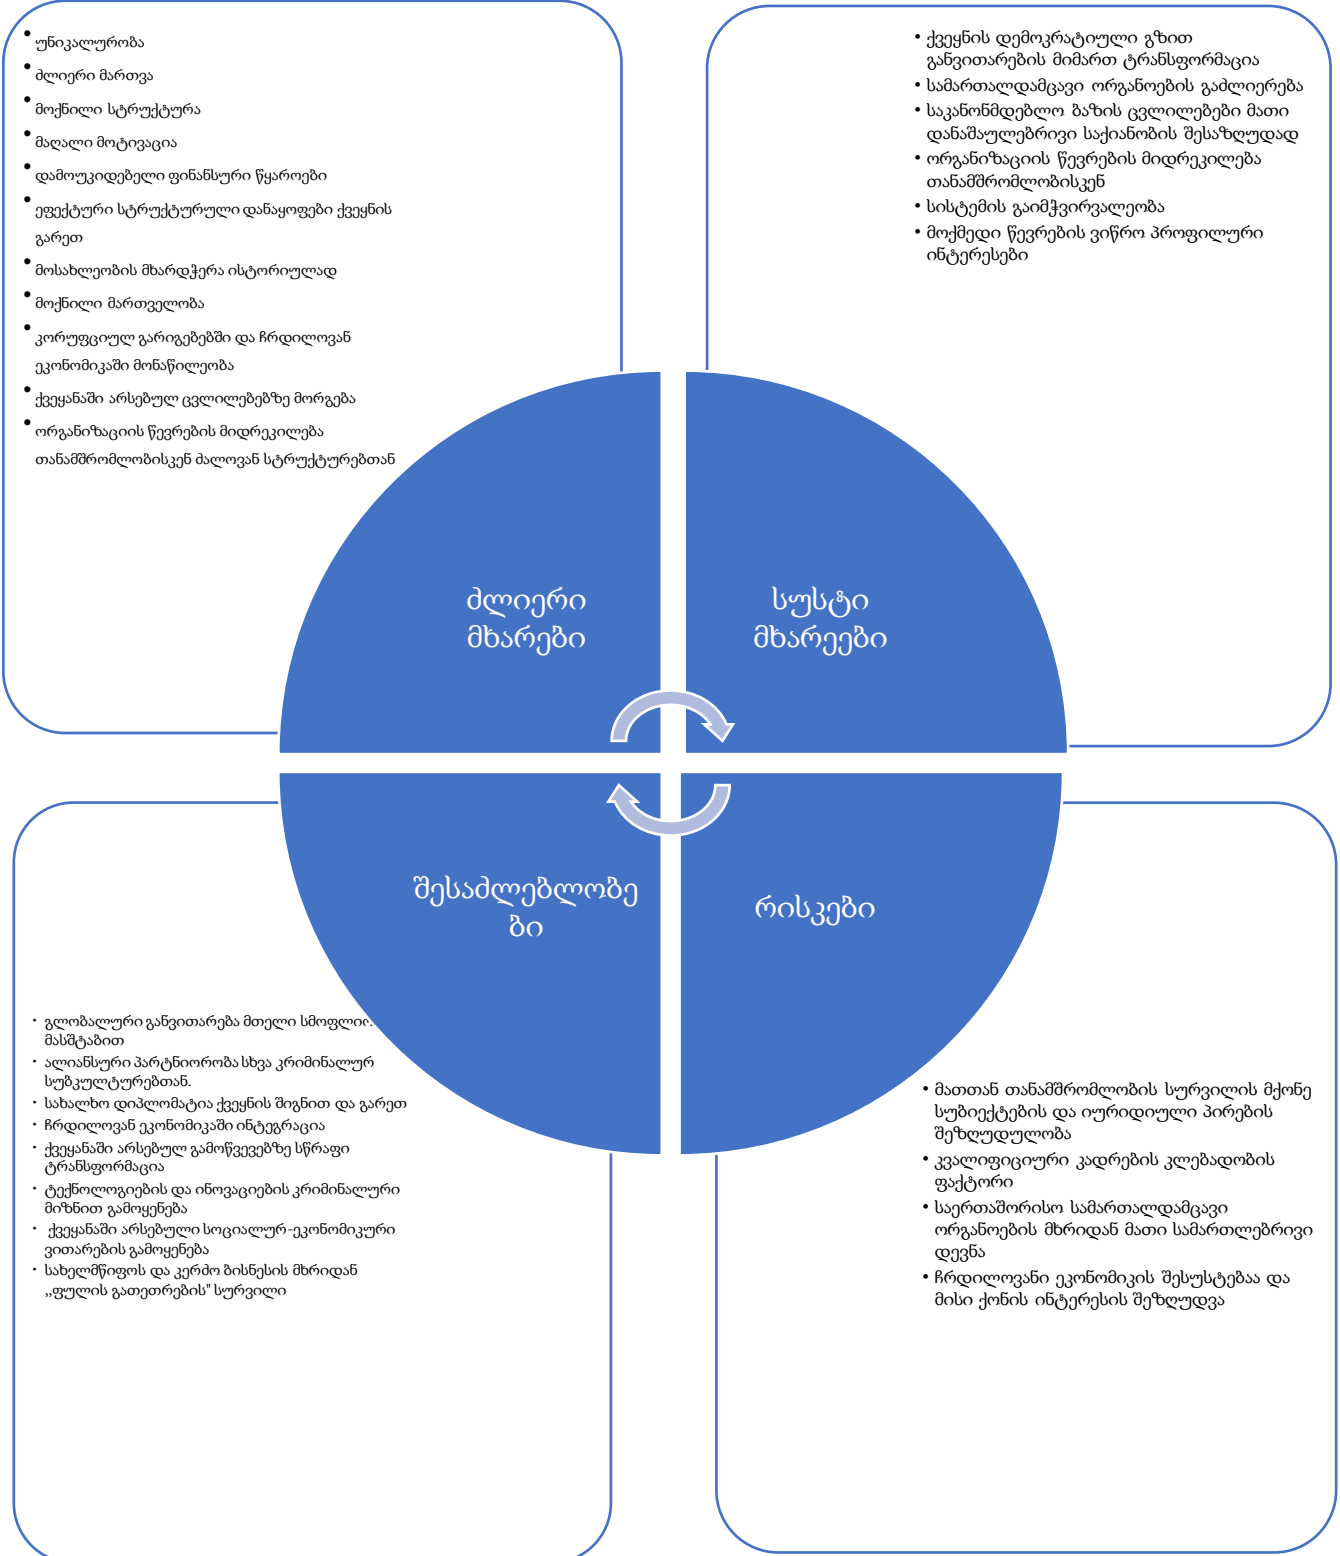 • უნიკალურობა
• ძლიერი მართვა
• მოქნილი სტრუქტურა
• მაღალი მოტივაცია
• დამოუკიდებელი ფინანსური წყაროები
• ეფექტური სტრუქტურული დანაყოფები ქვეყნის
გარეთ
• მოსახლეობის მხარდჭერა ისტორიულად
• მოქნილი მართველობა
• კორუფციულ გარიგებებში და ჩრდილოვან
ეკონომიკაში მონაწილეობა
• ქვეყანაში არსებულ ცვლილებებზე მორგება
• ორგანიზაციის წევრების მიდრეკილება
თანამშრომლობისკენ ძალოვან სტრუქტურებთან
• ქვეყნის დემოკრატიული გზით
განვითარების მიმართ ტრანსფორმაცია
• სამართალდამცავი ორგანოების გაძლიერება
• საკანონმდებლო ბაზის ცვლილებები მათი
დანაშაულებრივი საქიანობის შესაზღუდად
• ორგანიზაციის წევრების მიდრეკილება
თანამშრომლობისკენ
• სისტემის გაიმჭვირვალეობა
• მოქმედი წევრების ვიწრო პროფილური
ინტერესები
ძლიერი
მხარები
სუსტი
მხარეები
შესაძლებლობე
ბი
რისკები
• გლობალური განვითარება მთელი
მასშტაბით
• ალიანსური პარტნიორობა სხვა კრიმინალურ
სუბკულტურებთან.
• სახალხო დიპლომატია ქვეყნის შიგნით და გარეთ
• ჩრდილოვან ეკონომიკაში ინტეგრაცია
• ქვეყანაში არსებულ გამოწვევებზე სწრაფი
ტრანსფორმაცია
• ტექნოლოგიების და ინოვაციების კრიმინალური
მიზნით გამოყენება
• ქვეყანაში არსებული სოციალურ-ეკონომიკური
ვითარების გამოყენება
• სახელმწიფოს და კერძო ბისნესის მხრიდან
,,ფულის გათეთრების" სურვილი
• მათთან თანამშრომლობის სურვილის მქონე
სუბიექტების და იურიდიული პირების
შეზღუდულობა
• კვალიფიციური კადრების კლებადობის
ფაქტორი
• საერთაშორისო სამართალდამცავი
ორგანოების მხრიდან მათი სამართლებრივი
დევნა
• ჩრდილოვანი ეკონომიკის შესუსტებაა და
მისი ქონის ინტერესის შეზღუდვა